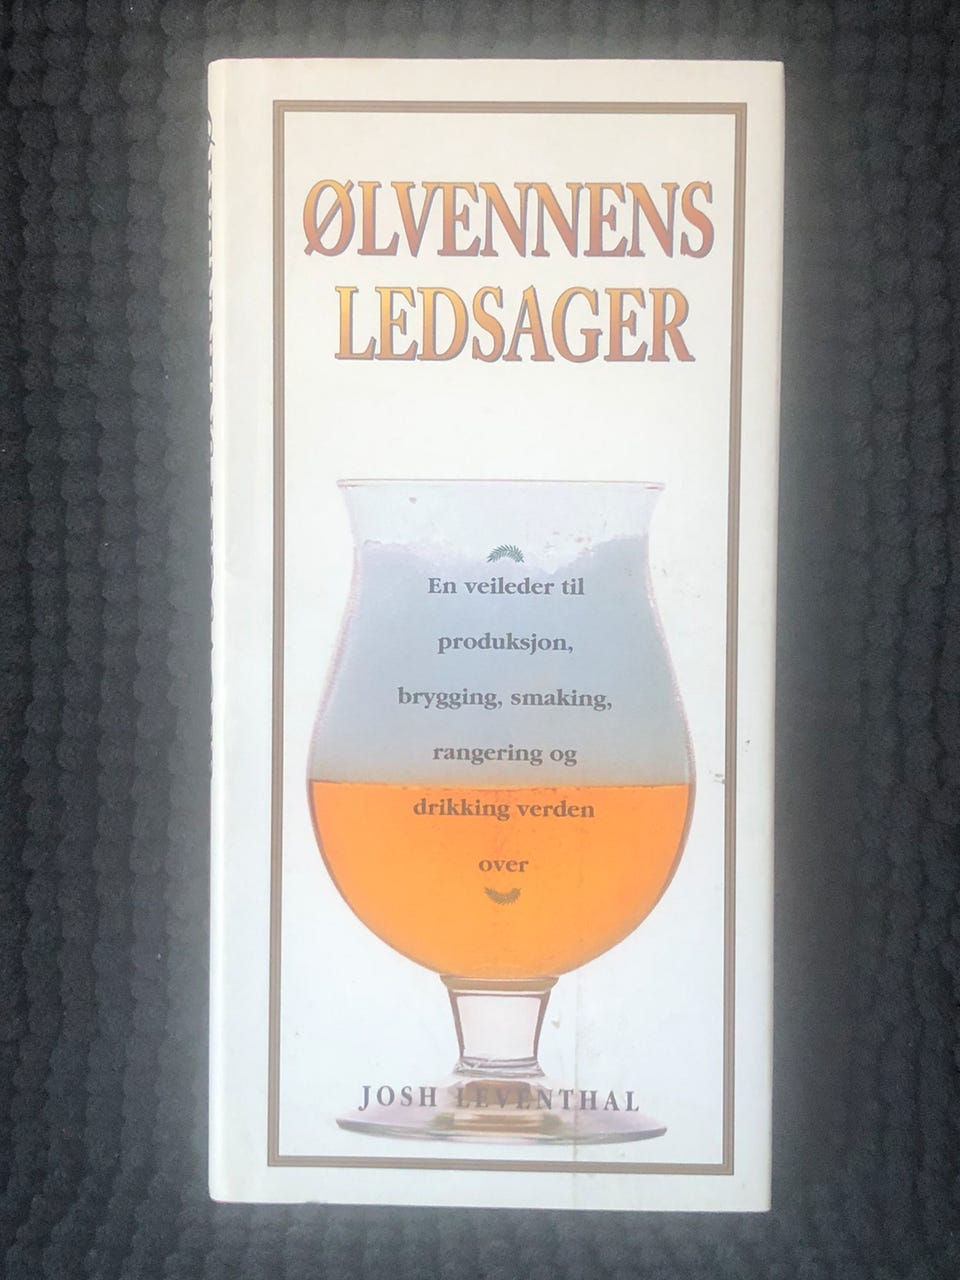 ØLVENNENS
LEDSAGER
En veileder til
produksjon,
brygging, smaking,
rangering og
drikking verden
over
JOSH LEVENTHAL